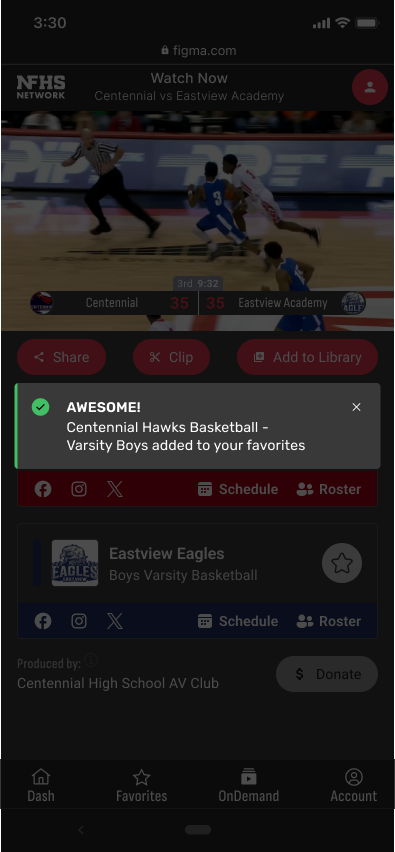 3:30
figma.com
NFHS
NETWORK
Watch Now
Centennial vs Eastview Academy
3
3rd 9:32
Centennial 35 35 Eastview Academy
Share Clip Add to Library
AWESOME!
Centennial Hawks Basketball -
Varsity Boys added to your favorites
Schedule Roster
EAGLES
Eastview Eagles
Boys Varsity Basketball
Schedule Roster
Produced by:
Centennial High School AV Club
$ Donate
Dash Favorites OnDemand Account